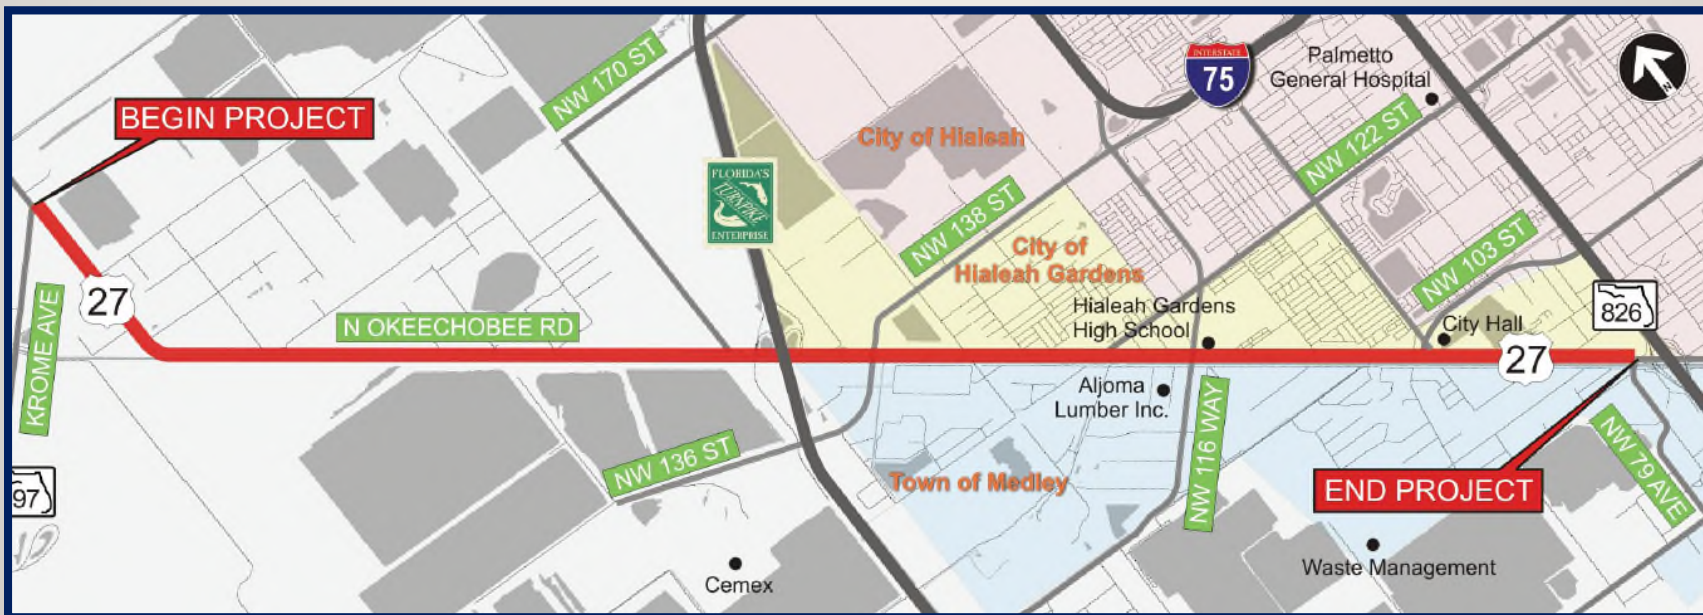 BEGIN PROJECT
NW 170 ST
INTERSTATE
75
Palmetto
General Hospital
N
City of Hialeah
NW 122 ST
FLORIDA'S
TURNPIKE
ENTERPRISE
NW 138 ST
City of
Hialeah Gardens
NW 103 ST
27
KROME AVE
N OKEECHOBEE RD
Hialeah Gardens
High School
City Hall
826
27
Aljoma
Lumber Inc.
NW 116 WAY
NW 79 AVE
NW 136 ST
Town of Medley
END PROJECT
97
Cemex
Waste Management